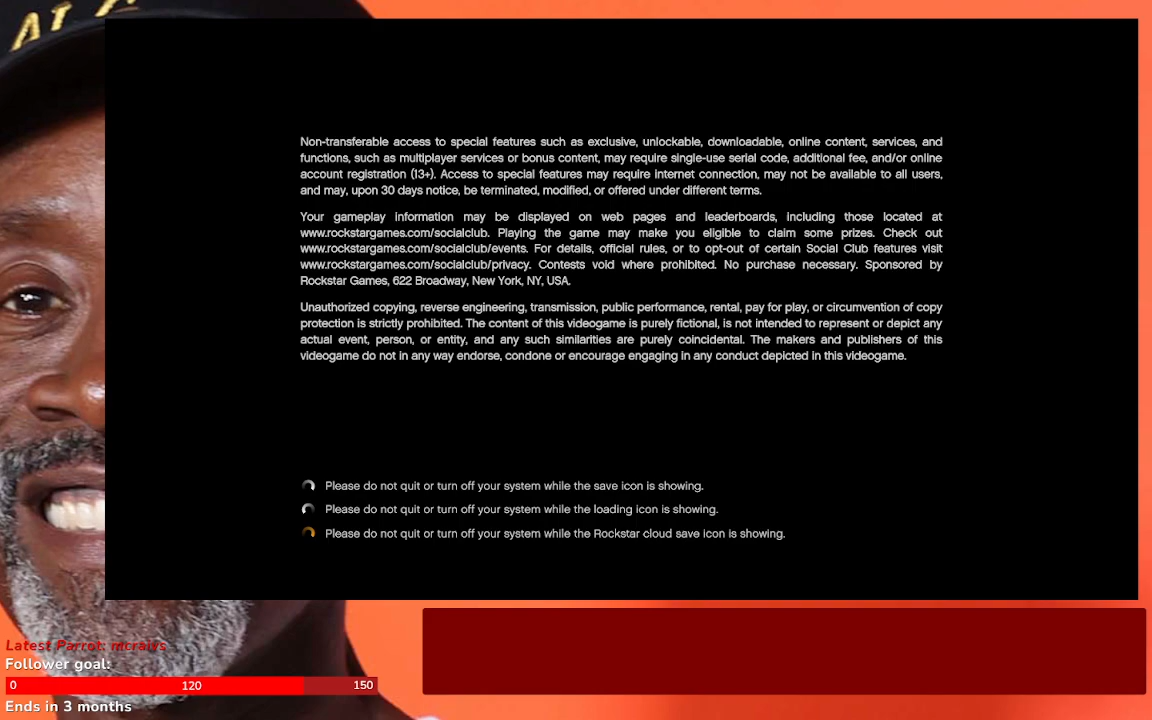 Non-transferable access to special features such as exclusive, unlockable, downloadable, online content, services, and
functions, such as multiplayer services or bonus content, may require single-use serial code, additional fee, and/or online
account registration (13+). Access to special features may require internet connection, may not be available to all users,
and may, upon 30 days notice, be terminated, modified, or offered under different terms.
Your gameplay information may be displayed on web pages and leaderboards, including those located at
www.rockstargames.com/socialclub. Playing the game may make you eligible to claim some prizes. Check out
www.rockstargames.com/socialclub/events. For details, official rules, or to opt-out of certain Social Club features visit
www.rockstargames.com/socialclub/privacy. Contests void where prohibited. No purchase necessary. Sponsored by
Rockstar Games, 622 Broadway, New York, NY, USA.
Unauthorized copying, reverse engineering, transmission, public performance, rental, pay for play, or circumvention of copy
protection is strictly prohibited. The content of this videogame is purely fictional, is not intended to represent or depict any
actual event, person, or entity, and any such similarities are purely coincidental. The makers and publishers of this
videogame do not in any way endorse, condone or encourage engaging in any conduct depicted in this videogame.
Please do not quit or turn off your system while the save icon is showing.
Please do not quit or turn off your system while the loading icon is showing.
Please do not quit or turn off your system while the Rockstar cloud save icon is showing.
Latest Parrot: mcraivs
Follower goal:
0 120 150
Ends in 3 months